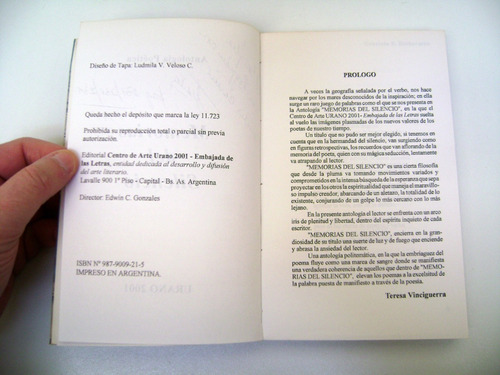 Diseño de Tapa: Ludmila V. Veloso C.
Queda hecho el depósito que marca la ley 11.723
Prohibida su reproducción total o parcial sin previa
autorización.
Editorial Centro de Arte Urano 2001 - Embajada de
las Letras, entidad dedicada al desarrollo y difusión
del arte literario.
Lavalle 900 1º Piso - Capital - Bs. As. Argentina
Director: Edwin C. Gonzales
ISBN Nº 987-9009-21-5
IMPRESO EN ARGENTINA.
PROLOGO
A veces la geografía señalada por el verbo, nos hace
navegar por los mares desconocidos de la inspiración; en ella
surge un raro juego de palabras como el que se nos presenta en
la Antología "MEMORIAS DEL SILENCIO", en la que el
Centro de Arte URANO 2001- Embajada de las Letras suelta
al vuelo las imágenes plasmadas de los nuevos valores de los
poetas de nuestro tiempo.
Un título que no pudo ser mejor elegido, si tenemos en
cuenta que en la hermandad del silencio, van surgiendo con
fuerza, los preciosismos, los recuerdos que van aflorando de la
memoria del poeta, quien con su mágica seducción, lentamente
va atrapando al lector.
"MEMORIAS DEL SILENCIO" es una cierta filosofía
que desde la pluma va tomando movimientos variados y
comprometedores en la intensa búsqueda de la esperanza que aspira
proyectar en los otros la espiritualidad que maneja el maravillo-
so impulso creador, abarcando de un atanor, la totalidad de lo
existente, conjurando de un golpe lo más cercano con lo más
lejano.
En la presente antología el lector se enfrenta con un arco
iris de plenitud y libertad, dentro del espíritu inquieto de cada
escritor.
"MEMORIAS DEL SILENCIO", encierra en la gran-
diosidad de su título una suerte de luz y de fuego que enciende
y abrasa la ansiedad del lector.
Una antología politemática, en la que la embriaguez del
poema fluye como una marea de sangre donde se manifiesta
una verdadera coherencia de aquellos que dentro de "MEMO-
RIAS DEL SILENCIO", elevan los poemas a la excelsitud de
la palabra puesta de manifiesto a través de la poesía.
Teresa Vinciguerra